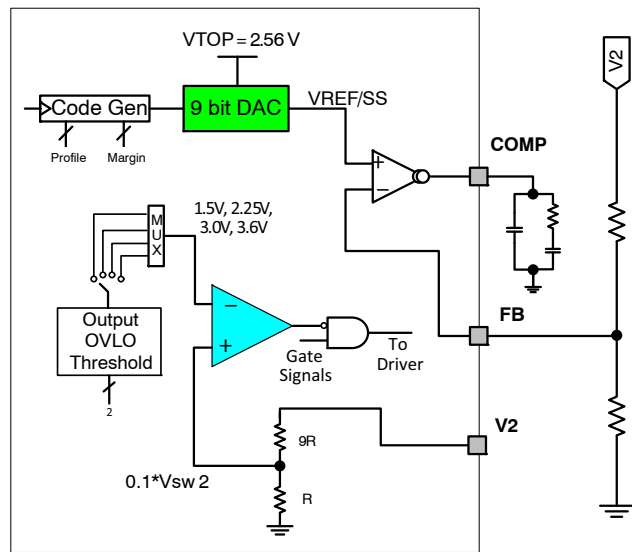 VTOP = 2.56 V
V2
Code Gen
9 bit DAC
VREF/SS
Profile
Margin
+
−
COMP
1.5V, 2.25V,
3.0V, 3.6V
MUX
Output
OVLO
Threshold
2
−
+
Gate
Signals
To
Driver
FB
V2
9R
R
0.1*Vsw 2